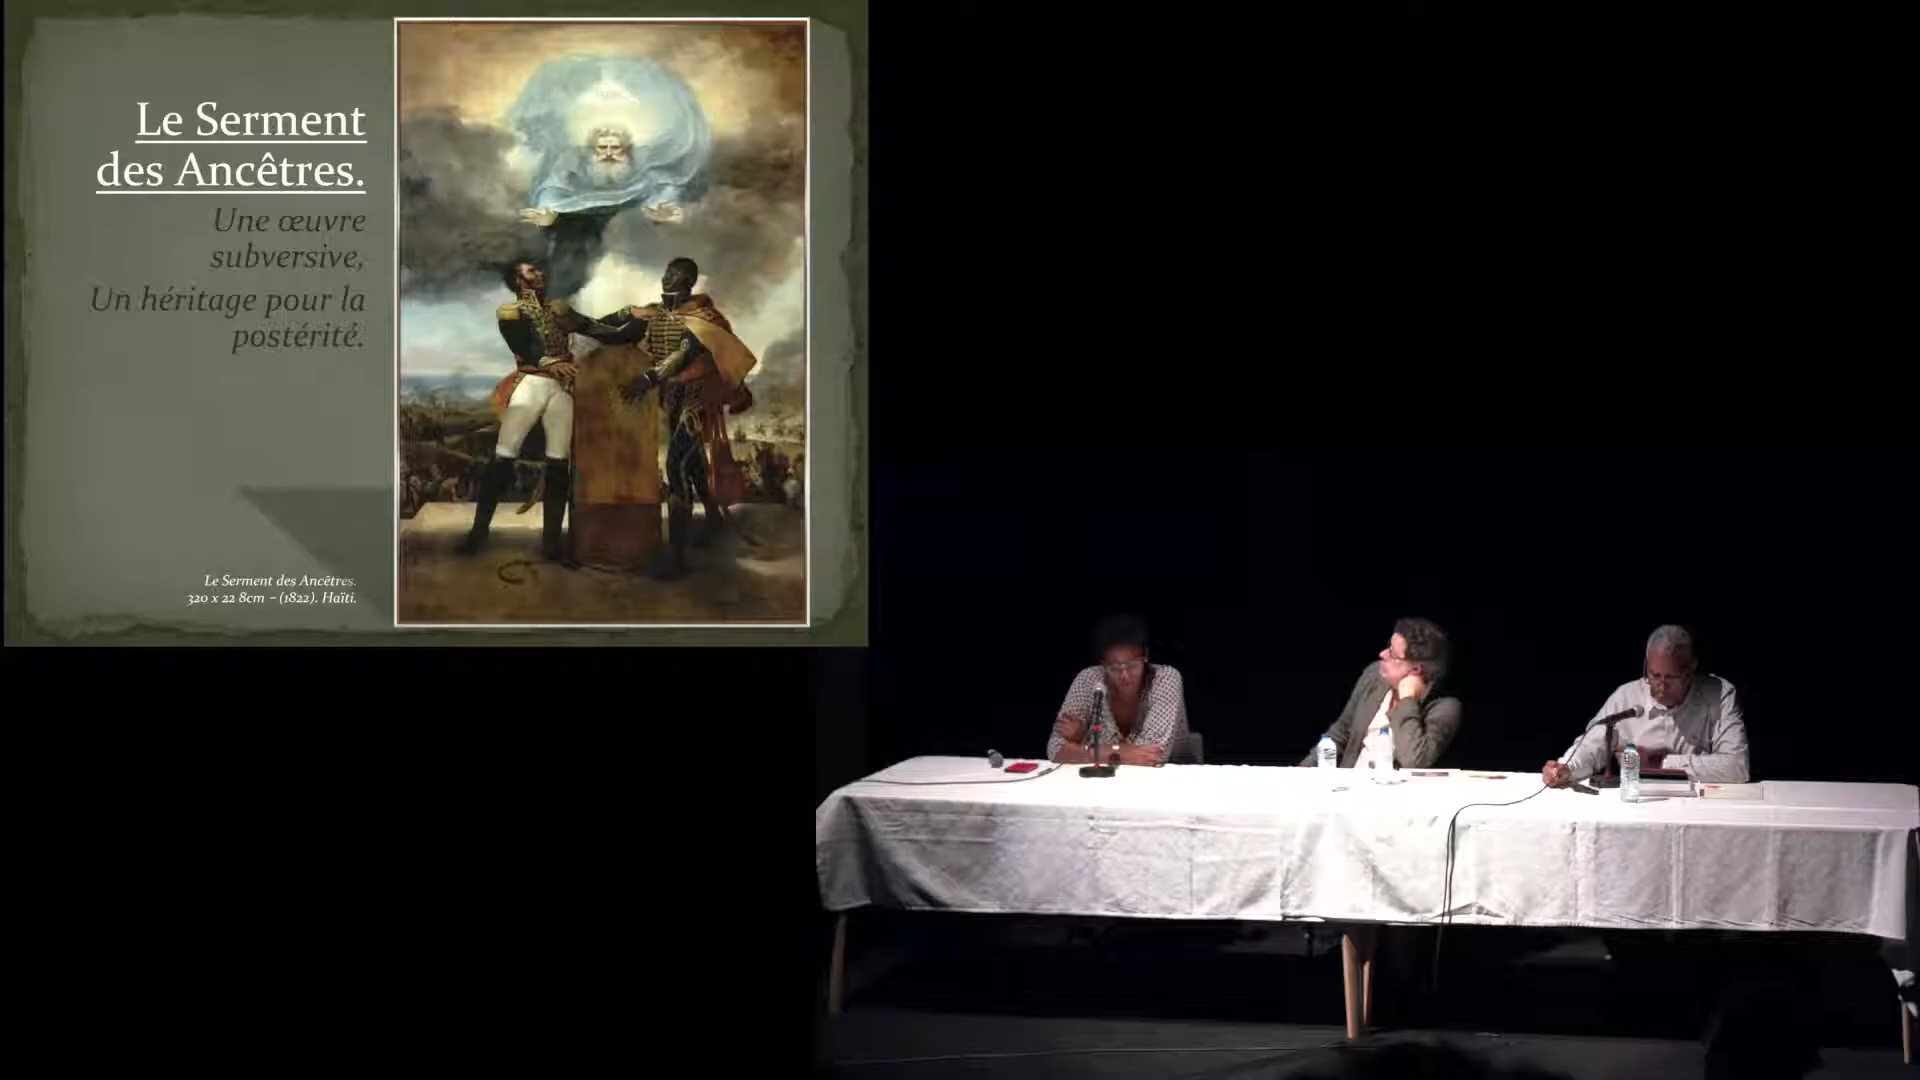 Le Serment
des Ancêtres.
Une œuvre
subversive,
Un héritage pour la
postérité.
Le Serment des Ancêtres.
320 x 22 8cm – (1822). Haïti.